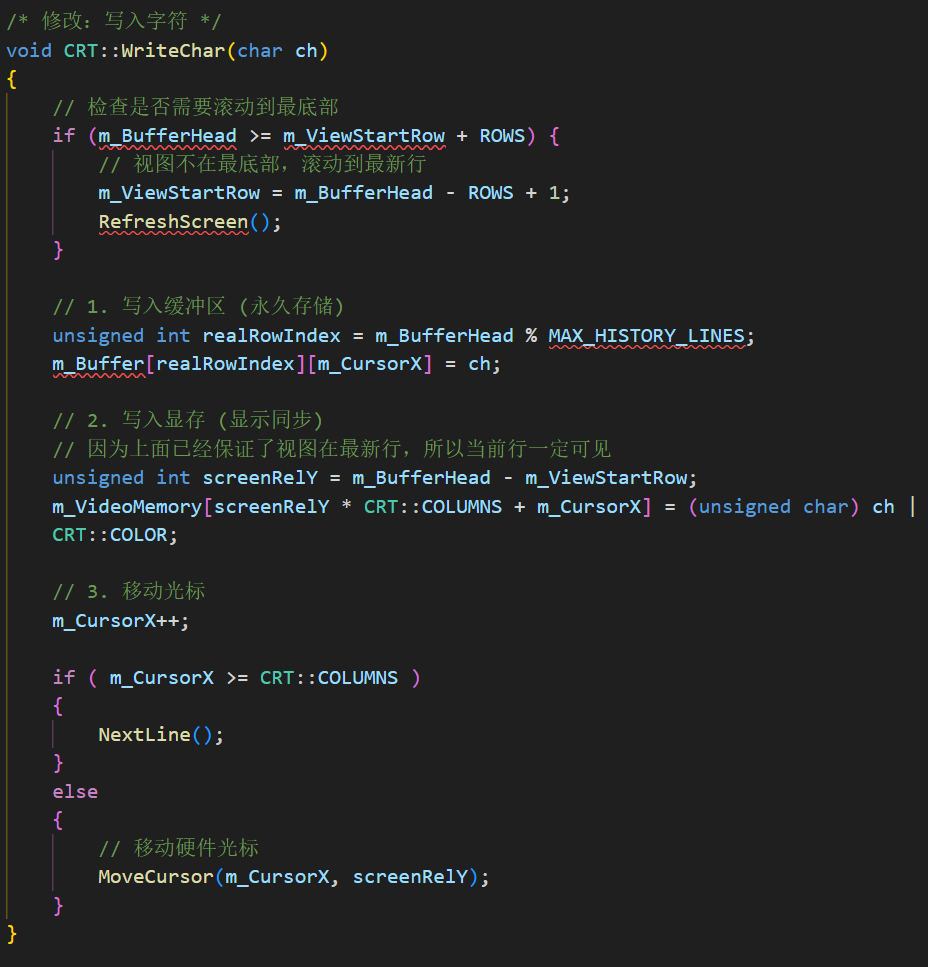 /* 修改：写入字符 */
void CRT::WriteChar(char ch)
{
    // 检查是否需要滚动到最底部
    if (m_BufferHead >= m_ViewStartRow + ROWS) {
        // 视图不在最底部，滚动到最新行
        m_ViewStartRow = m_BufferHead - ROWS + 1;
        RefreshScreen();
    }

    // 1. 写入缓冲区 (永久存储)
    unsigned int realRowIndex = m_BufferHead % MAX_HISTORY_LINES;
    m_Buffer[realRowIndex][m_CursorX] = ch;

    // 2. 写入显存 (显示同步)
    // 因为上面已经保证了视图在最新行，所以当前行一定可见
    unsigned int screenRelY = m_BufferHead - m_ViewStartRow;
    m_VideoMemory[screenRelY * CRT::COLUMNS + m_CursorX] = (unsigned char) ch |
    CRT::COLOR;

    // 3. 移动光标
    m_CursorX++;

    if ( m_CursorX >= CRT::COLUMNS )
    {
        NextLine();
    }
    else
    {
        // 移动硬件光标
        MoveCursor(m_CursorX, screenRelY);
    }
}